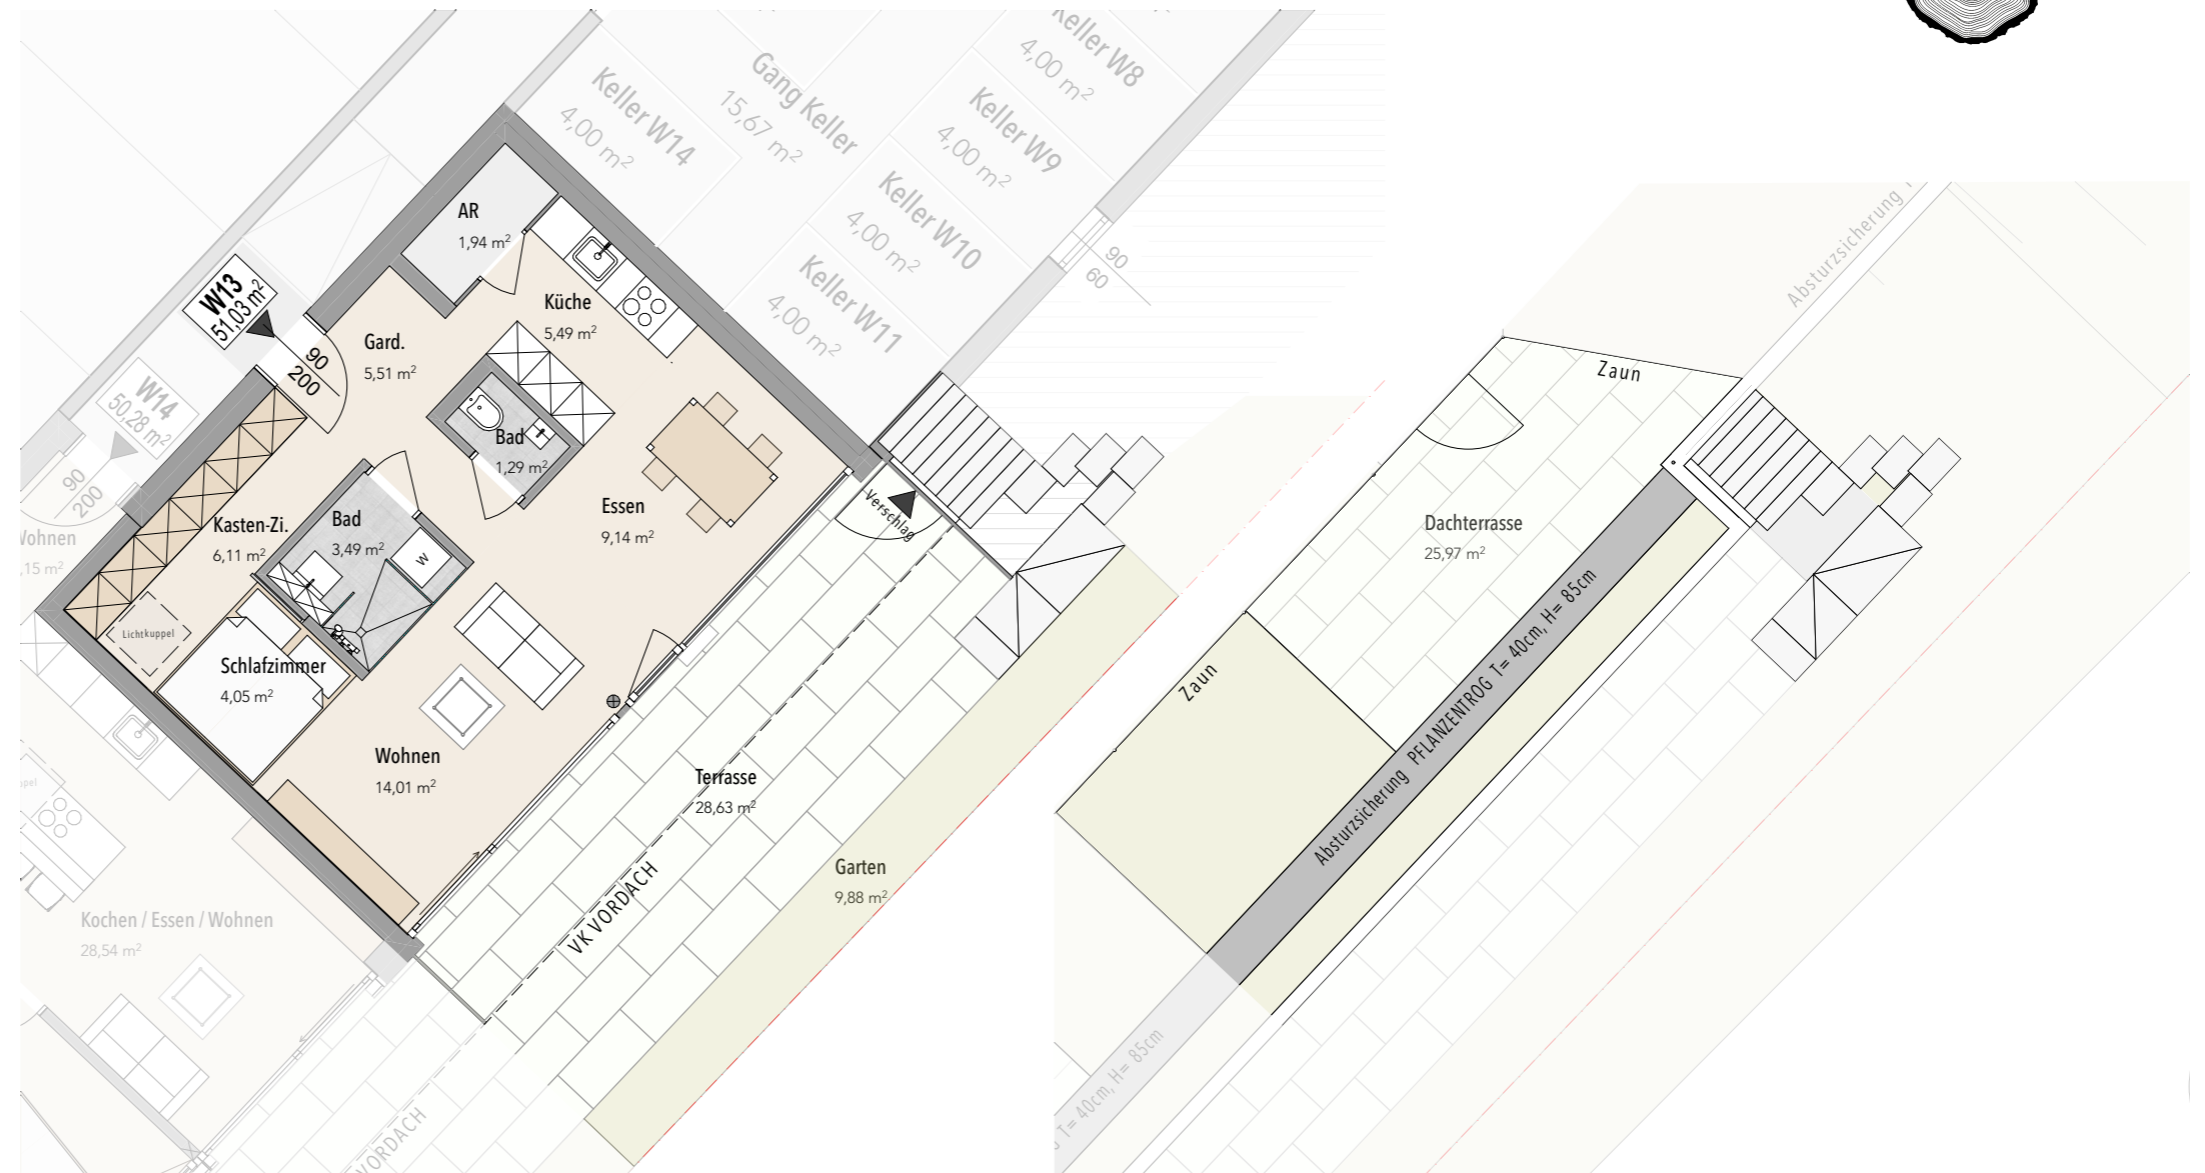 Keller W8
4,00 m²
Keller W14
4,00 m²
Gang Keller
15,67 m²
Keller W9
4,00 m²
Keller W10
4,00 m²
Keller W11
4,00 m²
90
60
AR
1,94 m²
W13
51,03 m²
90
200
Küche
5,49 m²
Gard.
5,51 m²
W14
50,28 m²
90
200
Bad
1,29 m²
Essen
9,14 m²
Verschlag
Kasten-Zi.
6,11 m²
Bad
3,49 m²
W
Wohnen
,15 m²
Lichtkuppel
Schlafzimmer
4,05 m²
Wohnen
14,01 m²
Terrasse
28,63 m²
VK VORDACH
Garten
9,88 m²
Kochen / Essen / Wohnen
28,54 m²
VORDACH
Absturzsicherung
Zaun
Dachterrasse
25,97 m²
Zaun
Absturzsicherung PFLANZENTROG T= 40cm, H= 85cm
T= 40cm, H= 85cm